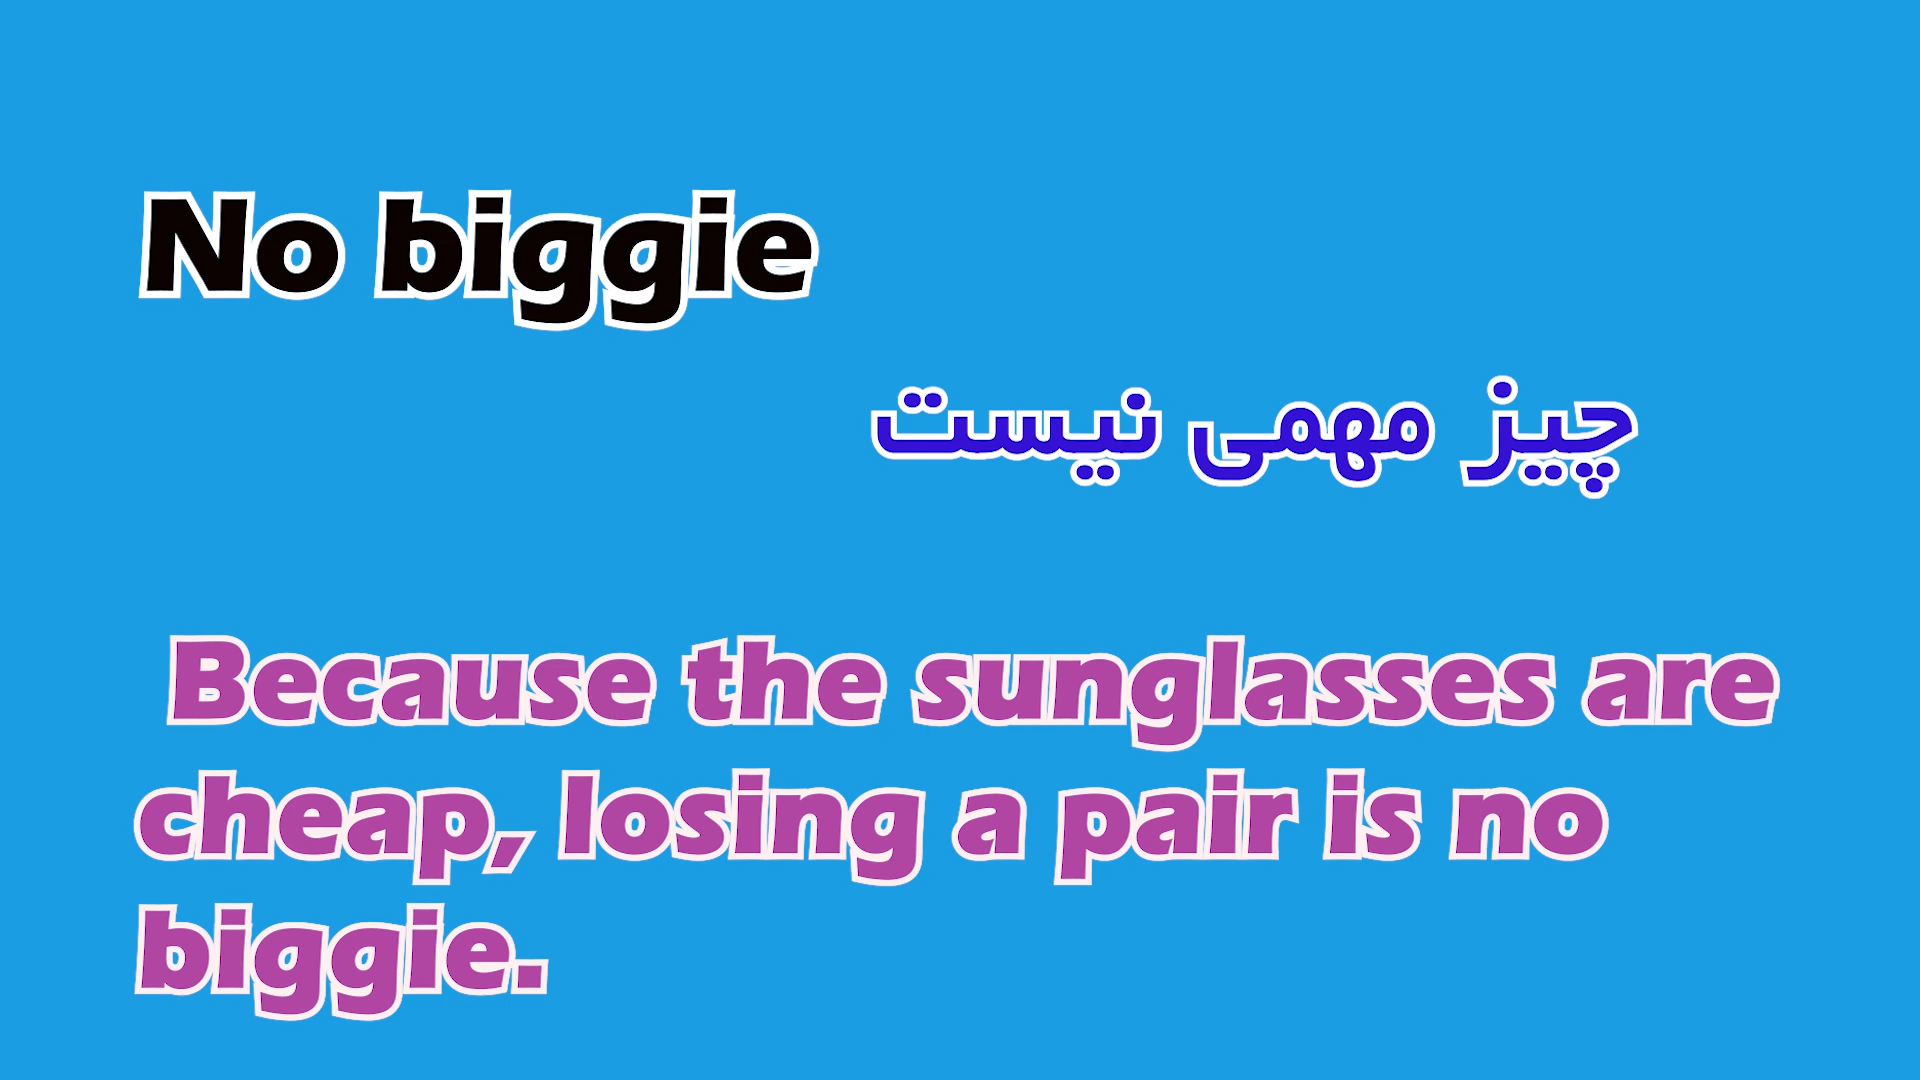 No biggie
چیز مهمی نیست
Because the sunglasses are
cheap, losing a pair is no
biggie.